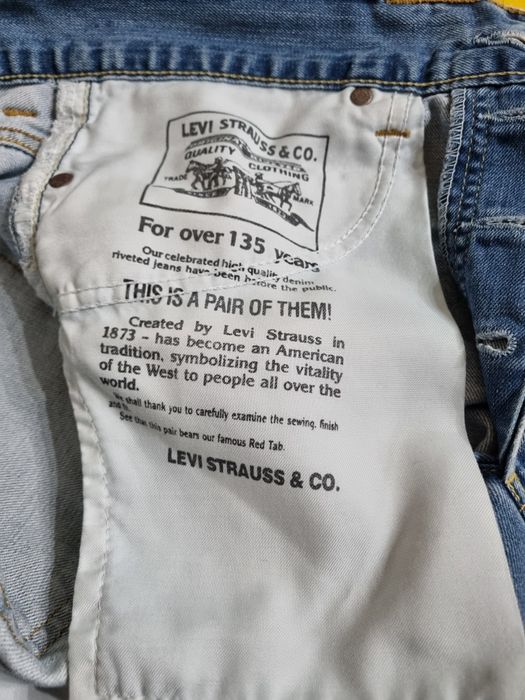 LEVI STRAUSS & CO.
QUALITY CLOTHING
TRADE MARK
For over 135 years
Our celebrated high quality denim
riveted jeans have been before the public.
THIS IS A PAIR OF THEM!
Created by Levi Strauss in
1873 – has become an American
tradition, symbolizing the vitality
of the West to people all over the
world.
We shall thank you to carefully examine the sewing, finish
and
See that this pair bears our famous Red Tab.
LEVI STRAUSS & CO.